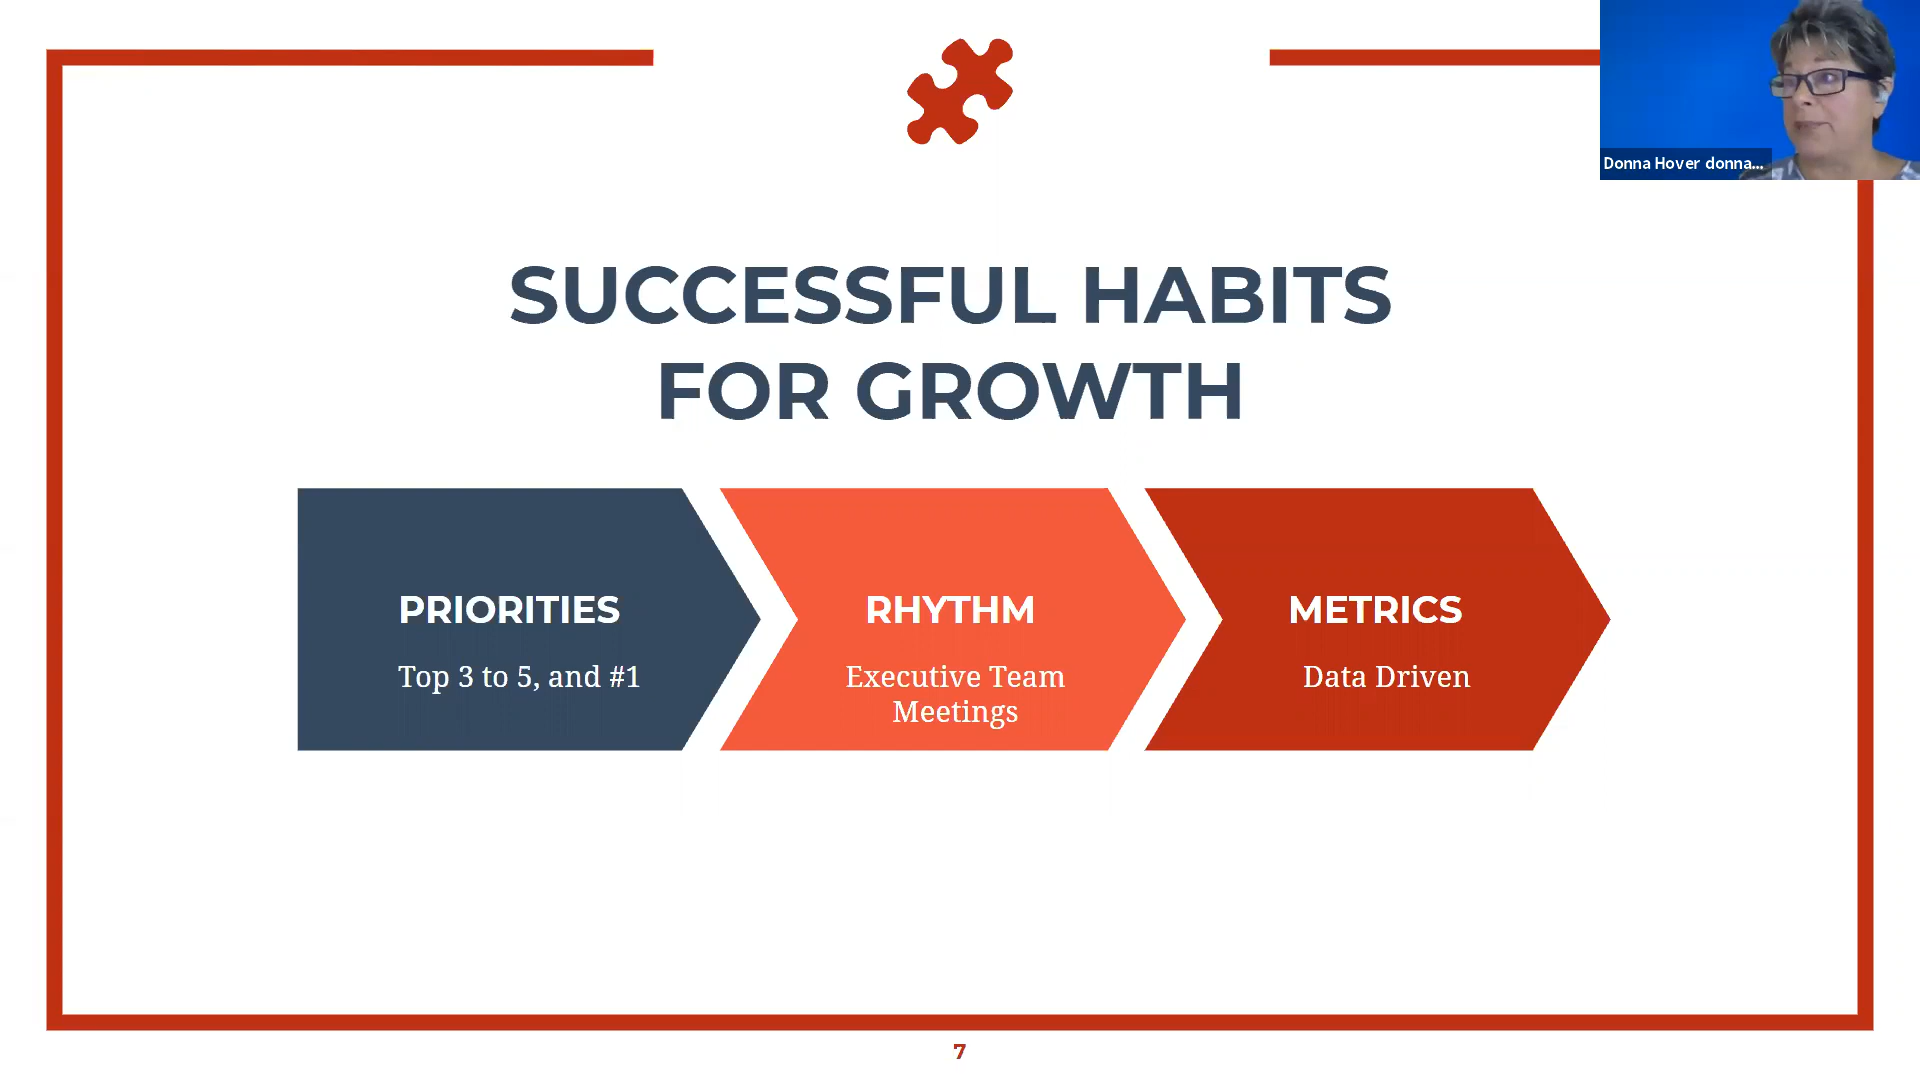 Donna Hover donna...
SUCCESSFUL HABITS
FOR GROWTH
PRIORITIES
Top 3 to 5, and #1
RHYTHM
Executive Team
Meetings
METRICS
Data Driven
7